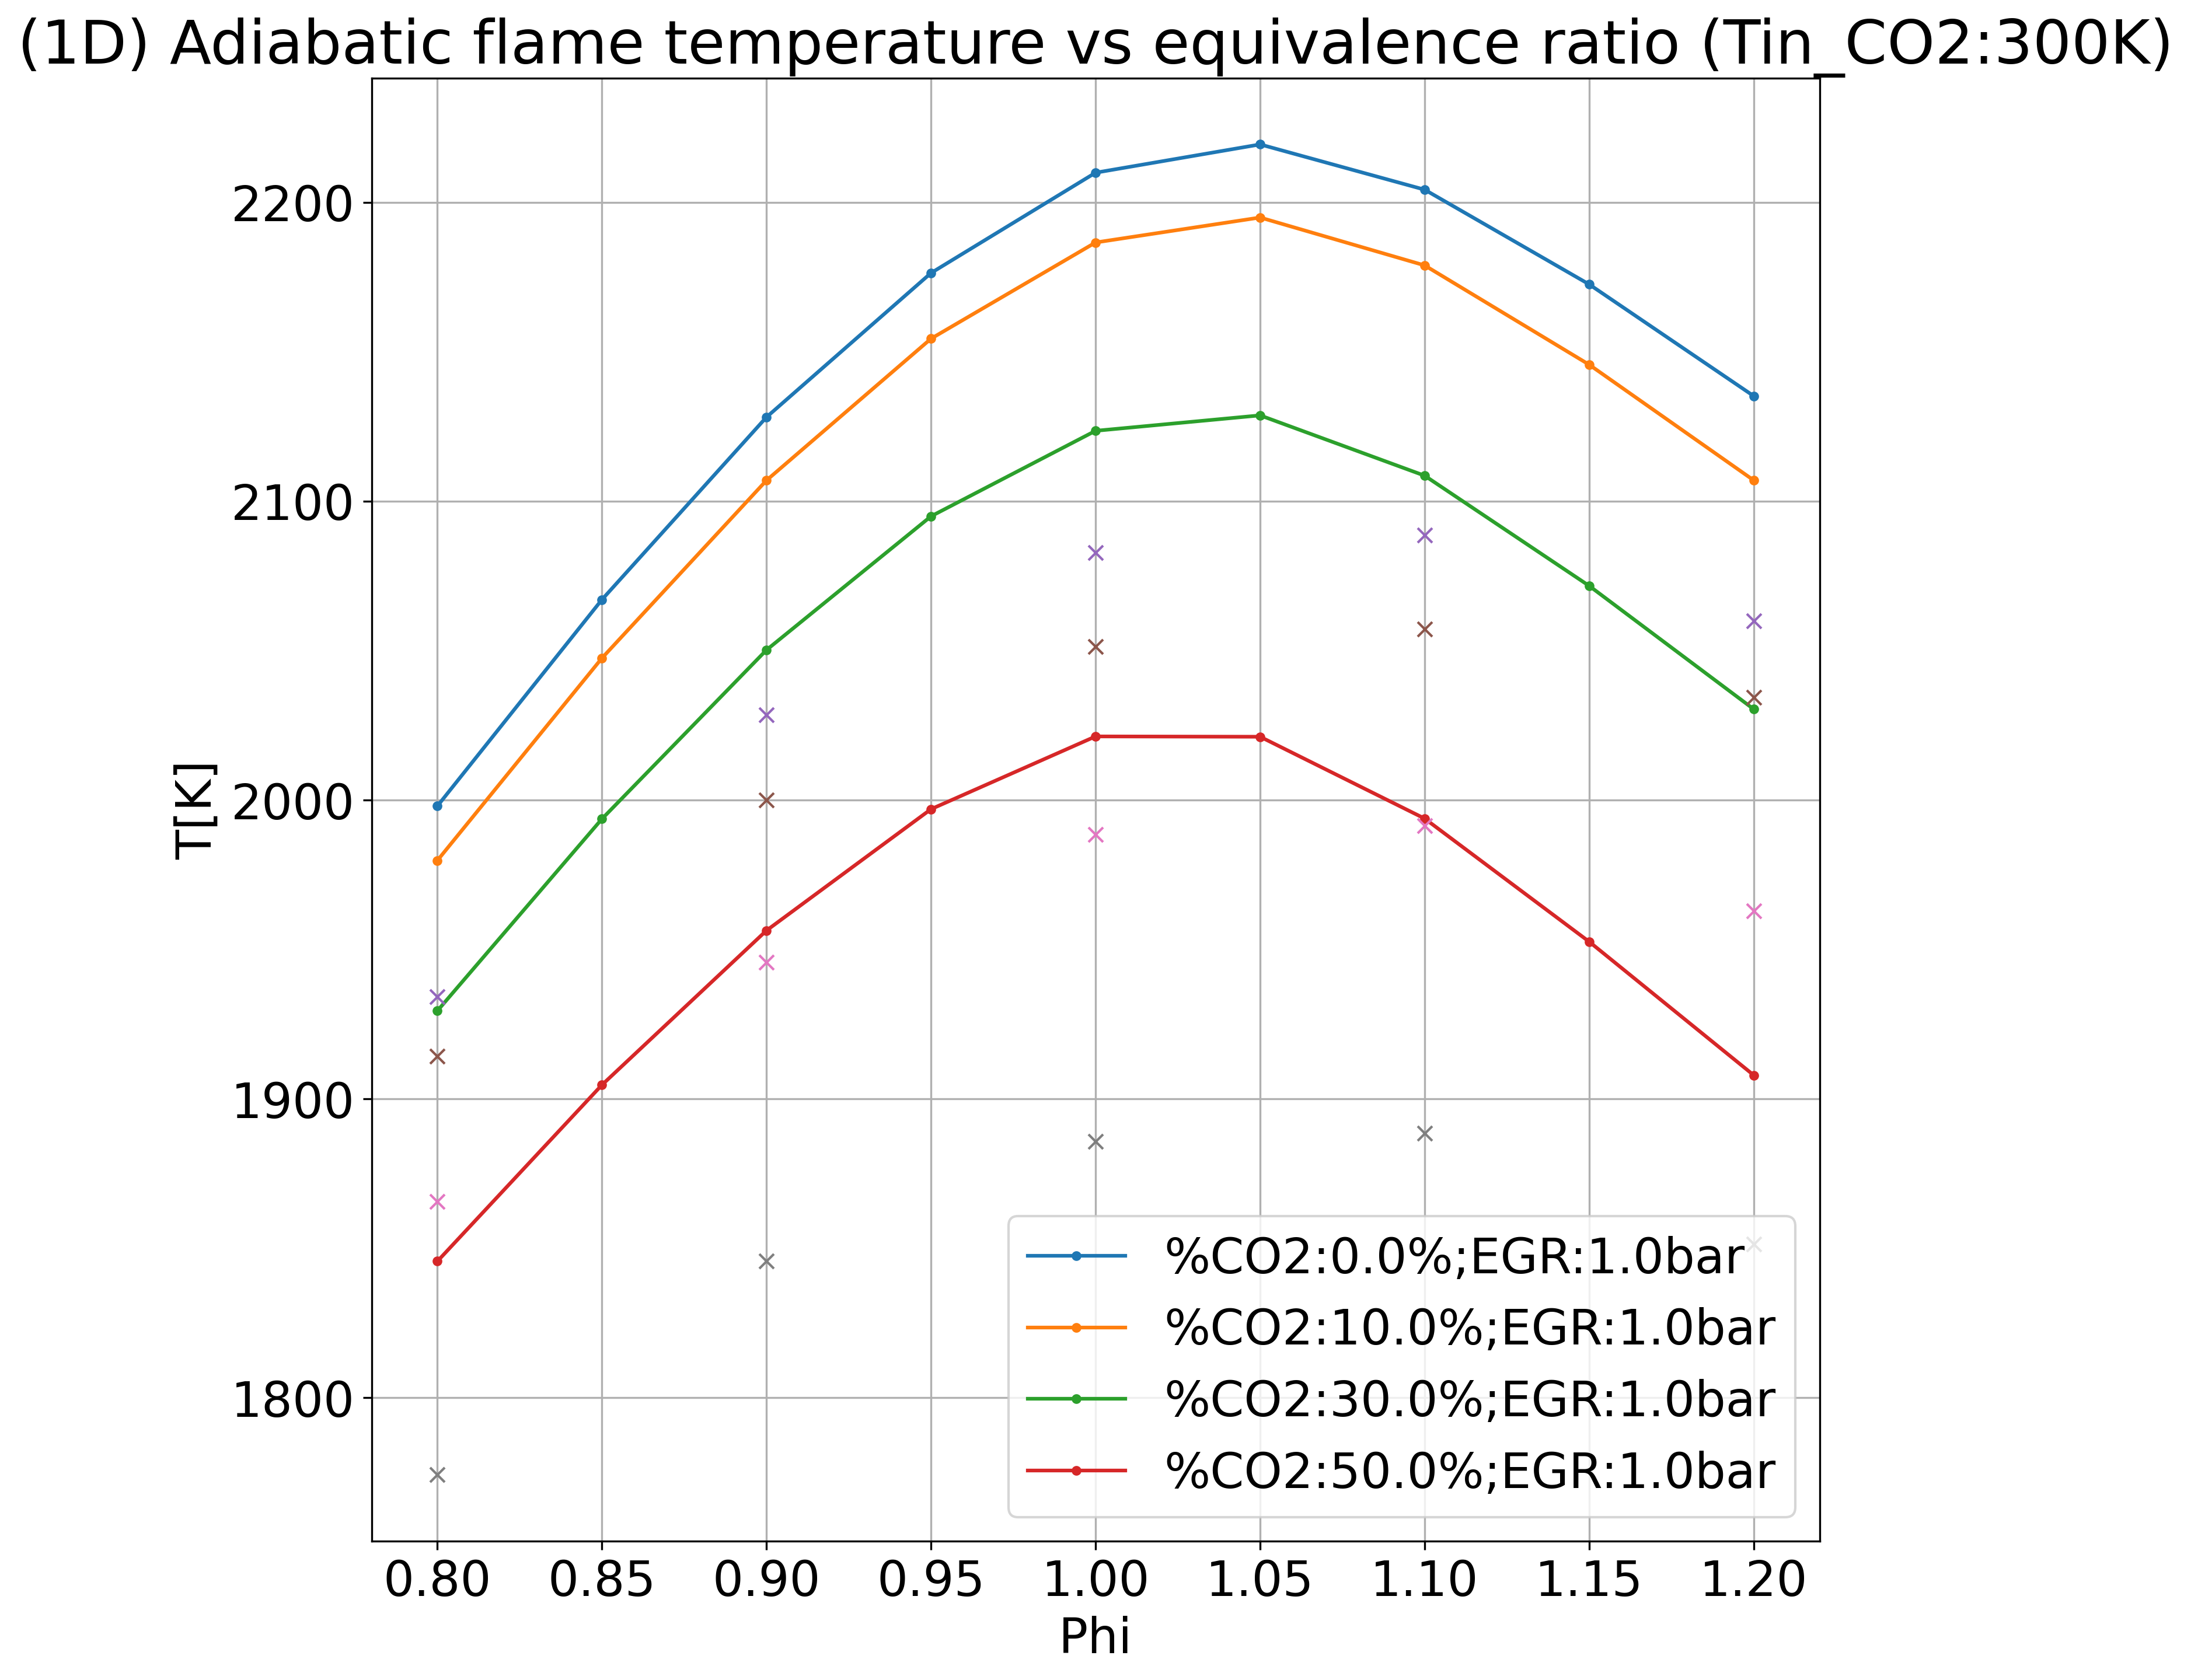 (1D) Adiabatic flame temperature vs equivalence ratio (Tin_CO2:300K)
T[K]
2200
2100
2000
1900
1800
%CO2:0.0%;EGR:1.0bar
%CO2:10.0%;EGR:1.0bar
%CO2:30.0%;EGR:1.0bar
%CO2:50.0%;EGR:1.0bar
0.80 0.85 0.90 0.95 1.00 1.05 1.10 1.15 1.20
Phi